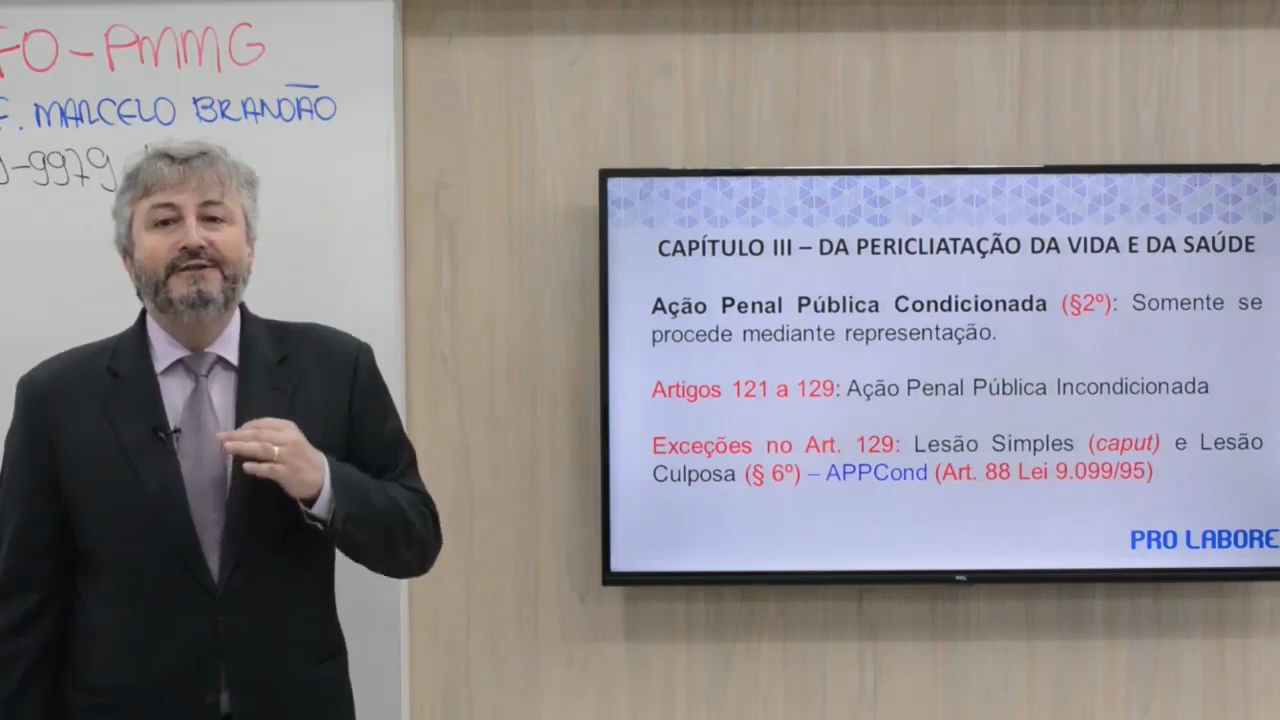 FO-PMMG
F. MARCELO BRANDÃO
-9979
CAPÍTULO III – DA PERICLIATAÇÃO DA VIDA E DA SAÚDE
Ação Penal Pública Condicionada (§2º): Somente se
procede mediante representação.
Artigos 121 a 129: Ação Penal Pública Incondicionada
Exceções no Art. 129: Lesão Simples (caput) e Lesão
Culposa (§ 6º) – APPCond (Art. 88 Lei 9.099/95)
PRO LABORE
TCL